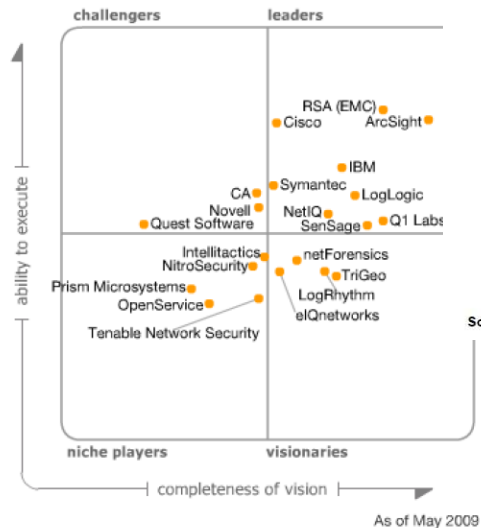 challengers
leaders
RSA (EMC)
Cisco
ArcSight
IBM
Symantec
CA
LogLogic
Novell
NetIQ
Q1 Labs
Quest Software
SenSage
Intellitactics
netForensics
NitroSecurity
TriGeo
Prism Microsystems
LogRhythm
OpenService
eIQnetworks
Tenable Network Security
ability to execute
niche players
visionaries
completeness of vision
As of May 2009